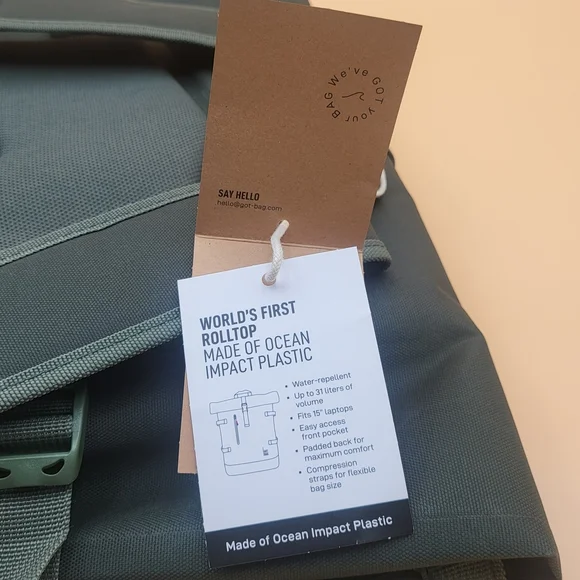 We've GOT your BAG
SAY HELLO
hello@got-bag.com
WORLD'S FIRST
ROLLTOP
MADE OF OCEAN
IMPACT PLASTIC
Water-repellent
Up to 31 liters of
volume
Fits 15" laptops
Easy access
front pocket
Padded back for
maximum comfort
Compression
straps for flexible
bag size
Made of Ocean Impact Plastic